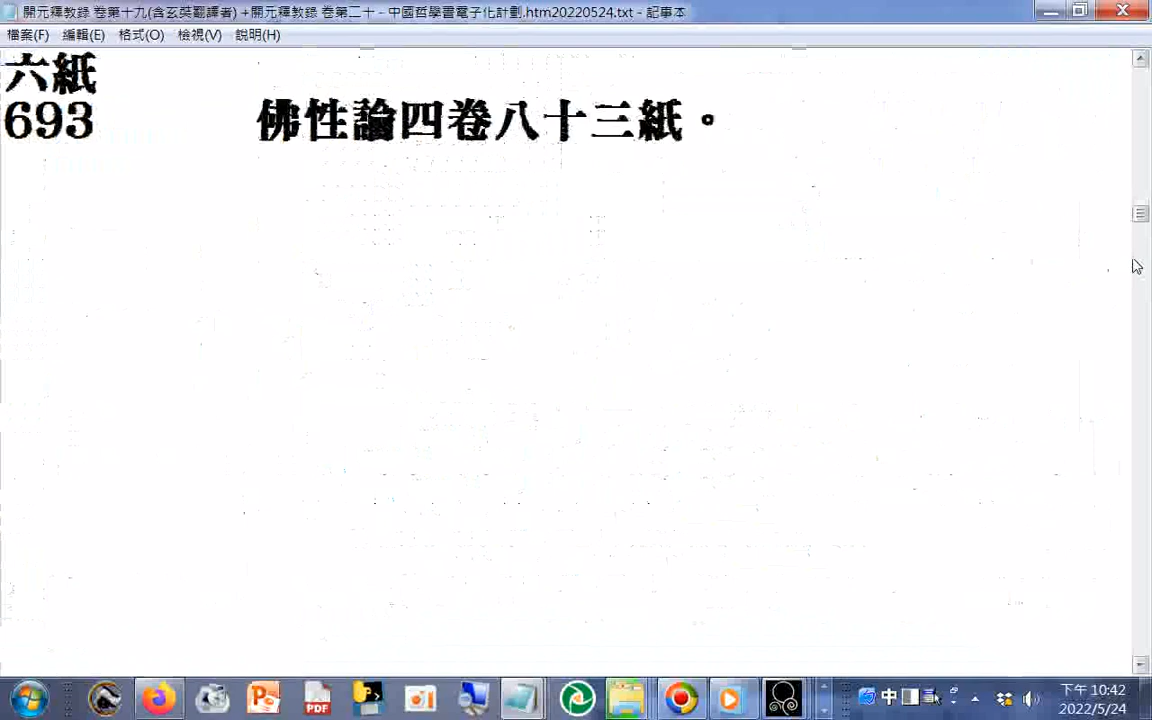 開元釋教錄 卷第十九(含玄奘翻譯者) +開元釋教錄 卷第二十 - 中國哲學書電子化計劃.htm20220524.txt - 記事本
檔案(F) 編輯(E) 格式(O) 檢視(V) 說明(H)
六紙
693 佛性論四卷八十三紙。
中
下午 10:42
2022/5/24
PDF